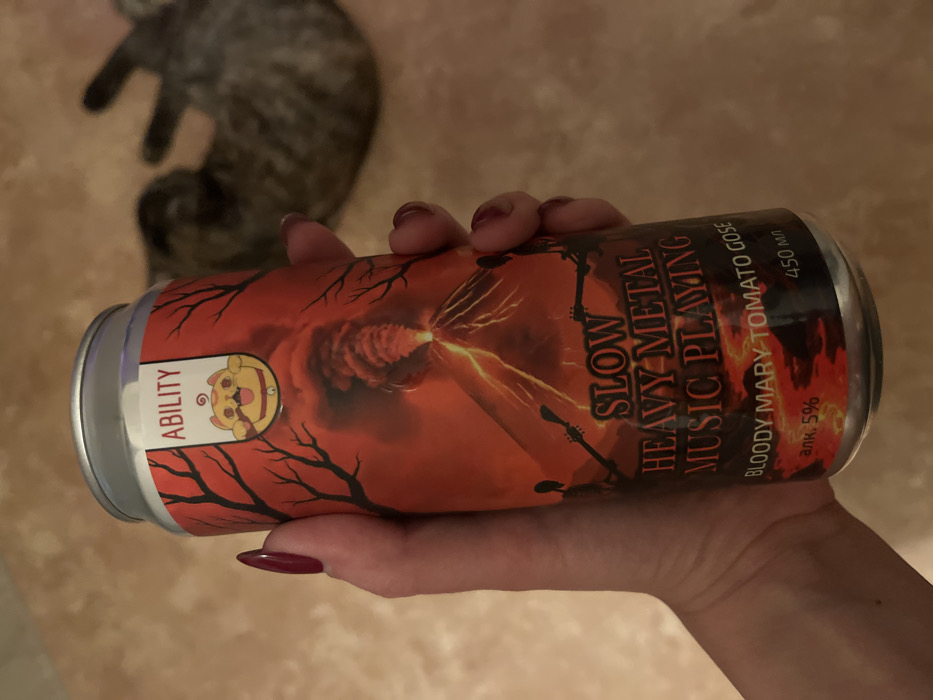 ABILITY
SLOW
HEAVY METAL
MUSIC PLAYING
BLOODY MARY TOMATO GOSE
алк. 5%
450 мл